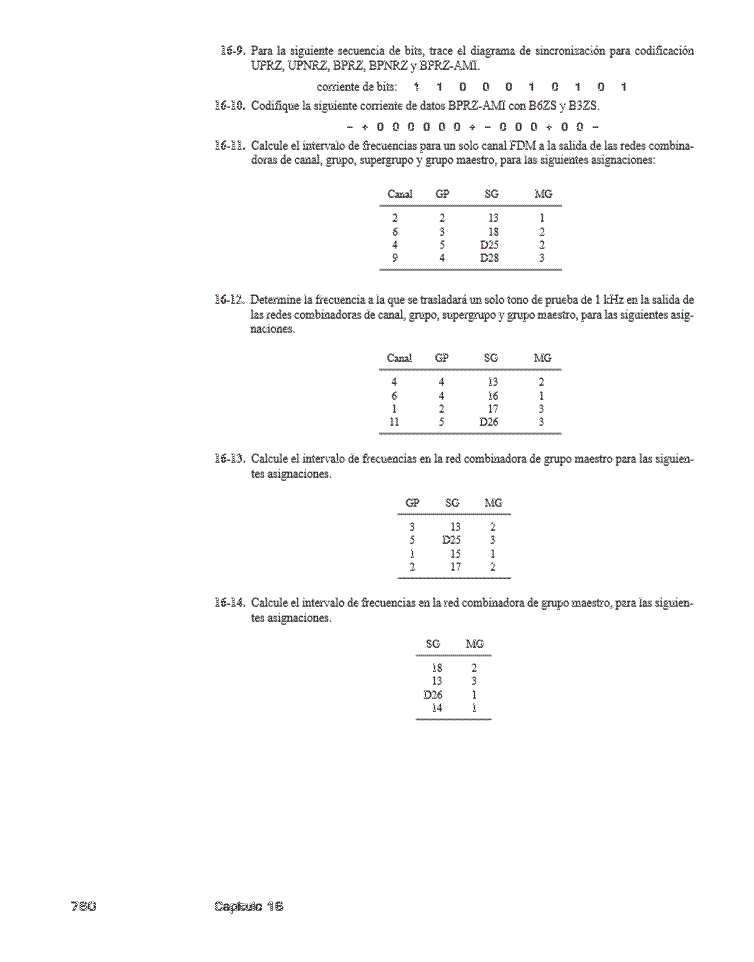 16-9. Para la siguiente secuencia de bits, trace el diagrama de sincronización para codificación
UPRZ, UPNRZ, BPRZ, BPNRZ y BPRZ-AMI.
corriente de bits: 1 1 0 0 0 1 0 1 0 1
16-10. Codifique la siguiente corriente de datos BPRZ-AMI con B6ZS y B3ZS.
– + 0 0 0 0 0 0 + – 0 0 0 + 0 0 –
16-11. Calcule el intervalo de frecuencias para un solo canal FDM a la salida de las redes combina-
doras de canal, grupo, supergrupo y grupo maestro, para las siguientes asignaciones:
Canal GP SG MG
2 2 13 1
6 3 18 2
4 5 D25 2
9 4 D28 3
16-12. Determine la frecuencia a la que se trasladará un solo tono de prueba de 1 kHz en la salida de
las redes combinadoras de canal, grupo, supergrupo y grupo maestro, para las siguientes asig-
naciones.
Canal GP SG MG
4 4 13 2
6 4 16 1
1 2 17 3
11 5 D26 3
16-13. Calcule el intervalo de frecuencias en la red combinadora de grupo maestro para las siguien-
tes asignaciones.
GP SG MG
3 13 2
5 D25 3
1 15 1
2 17 2
16-14. Calcule el intervalo de frecuencias en la red combinadora de grupo maestro, para las siguien-
tes asignaciones.
SG MG
18 2
13 3
D26 1
14 1
760 Capítulo 16